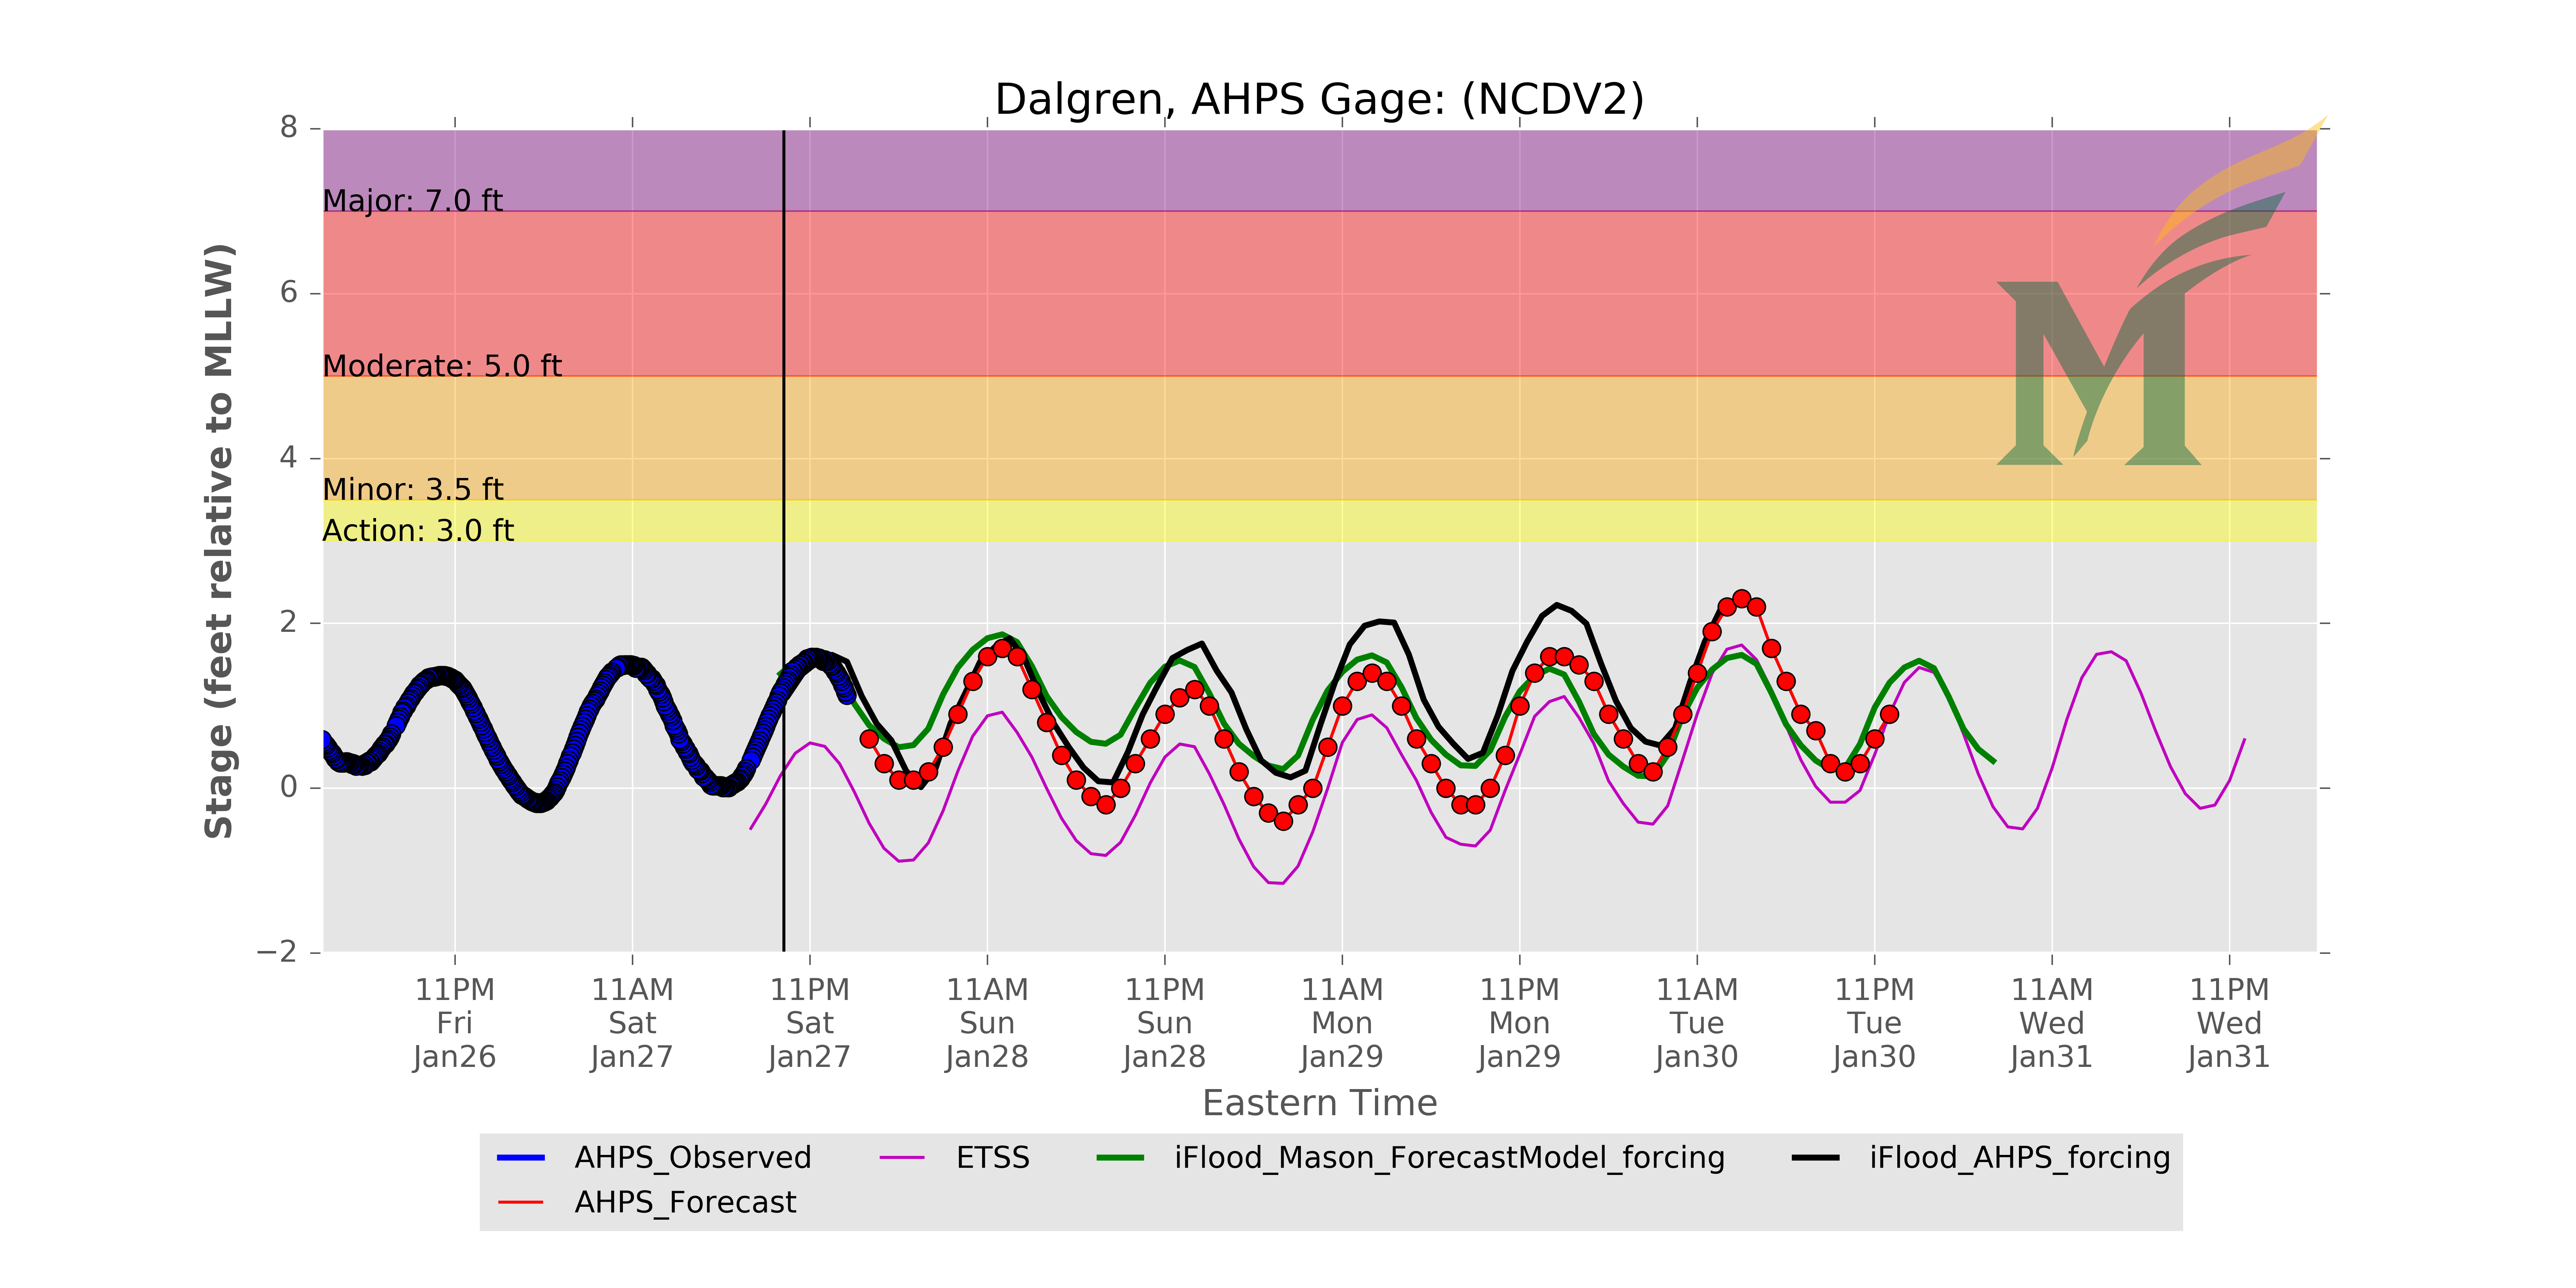 Dalgren, AHPS Gage: (NCDV2)
Stage (feet relative to MLLW)
8
6
4
2
0
−2
Major: 7.0 ft
Moderate: 5.0 ft
Minor: 3.5 ft
Action: 3.0 ft
11PM Fri Jan26
11AM Sat Jan27
11PM Sat Jan27
11AM Sun Jan28
11PM Sun Jan28
11AM Mon Jan29
11PM Mon Jan29
11AM Tue Jan30
11PM Tue Jan30
11AM Wed Jan31
11PM Wed Jan31
Eastern Time
AHPS_Observed
AHPS_Forecast
ETSS
iFlood_Mason_ForecastModel_forcing
iFlood_AHPS_forcing
M